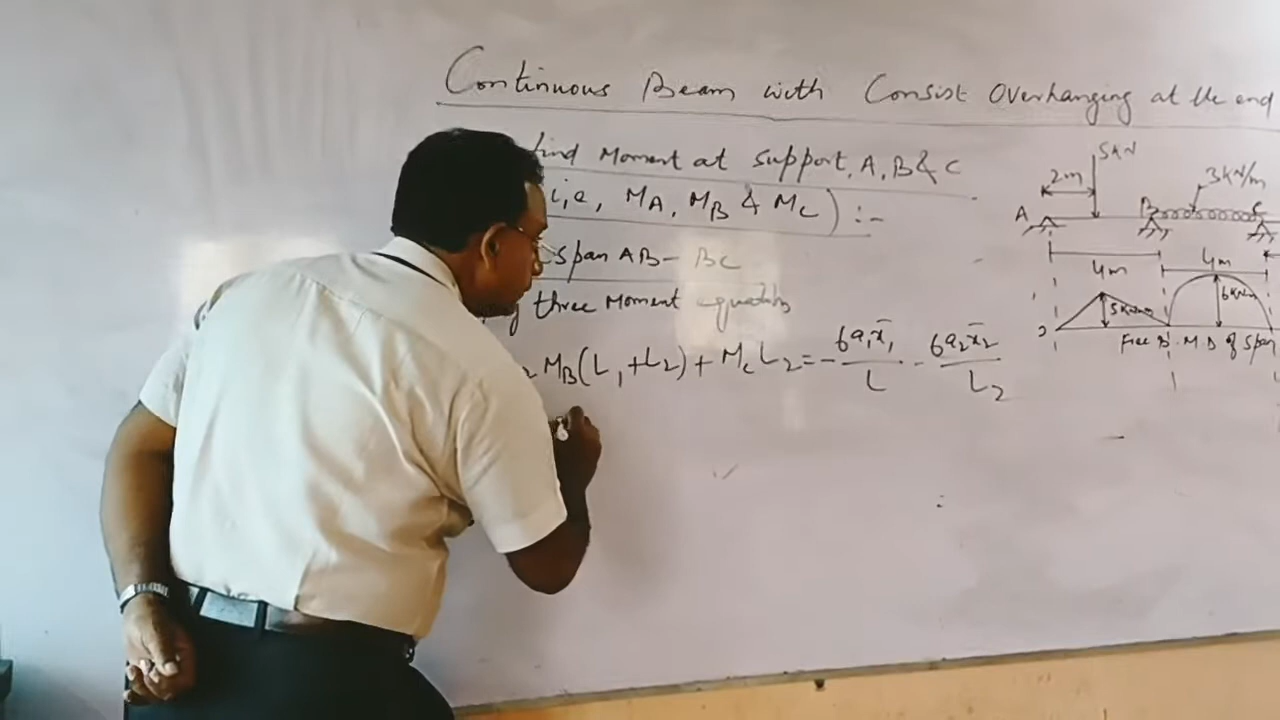 Continuous Beam with Consist Overhanging at the end
find Moment at support, A, B & C
i,e, MA, MB & MC) :-
span AB - BC
three Moment equation
2 MB(L1+L2) + McL2 = - 6a1x̄1/L - 6a2x̄2/L2
5KN
2m
3KN/m
A
B
C
4m
4m
5KNm
6KNm
Free B.M.D of span